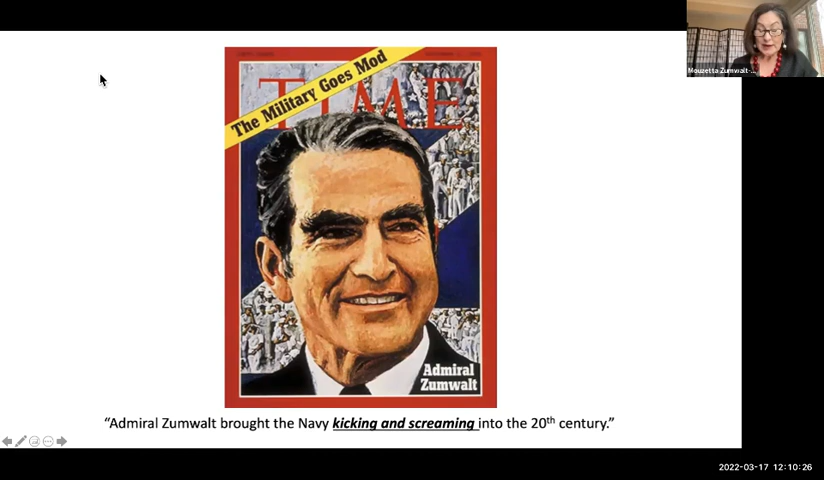 The Military Goes Mod
TIME
Admiral
Zumwalt
“Admiral Zumwalt brought the Navy kicking and screaming into the 20th century.”
Mouzetta Zumwalt-...
2022-03-17 12:10:26